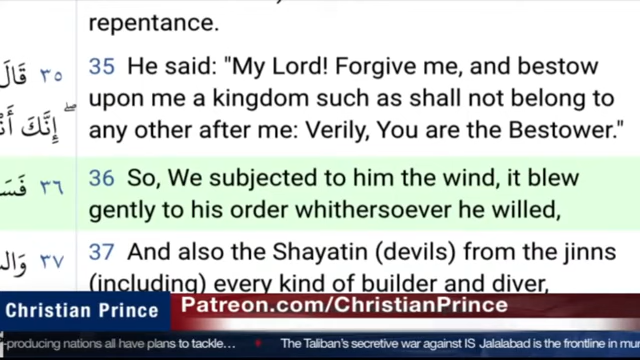 repentance.
قَالَ ٣٥
35 He said: "My Lord! Forgive me, and bestow
upon me a kingdom such as shall not belong to
إِنَّكَ
any other after me: Verily, You are the Bestower."
٣٦
36 So, We subjected to him the wind, it blew
gently to his order whithersoever he willed,
٣٧
37 And also the Shayatin (devils) from the jinns
(including) every kind of builder and diver,
Christian Prince
Patreon.com/ChristianPrince
-producing nations all have plans to tackle... The Taliban's secretive war against IS Jalalabad is the frontline in